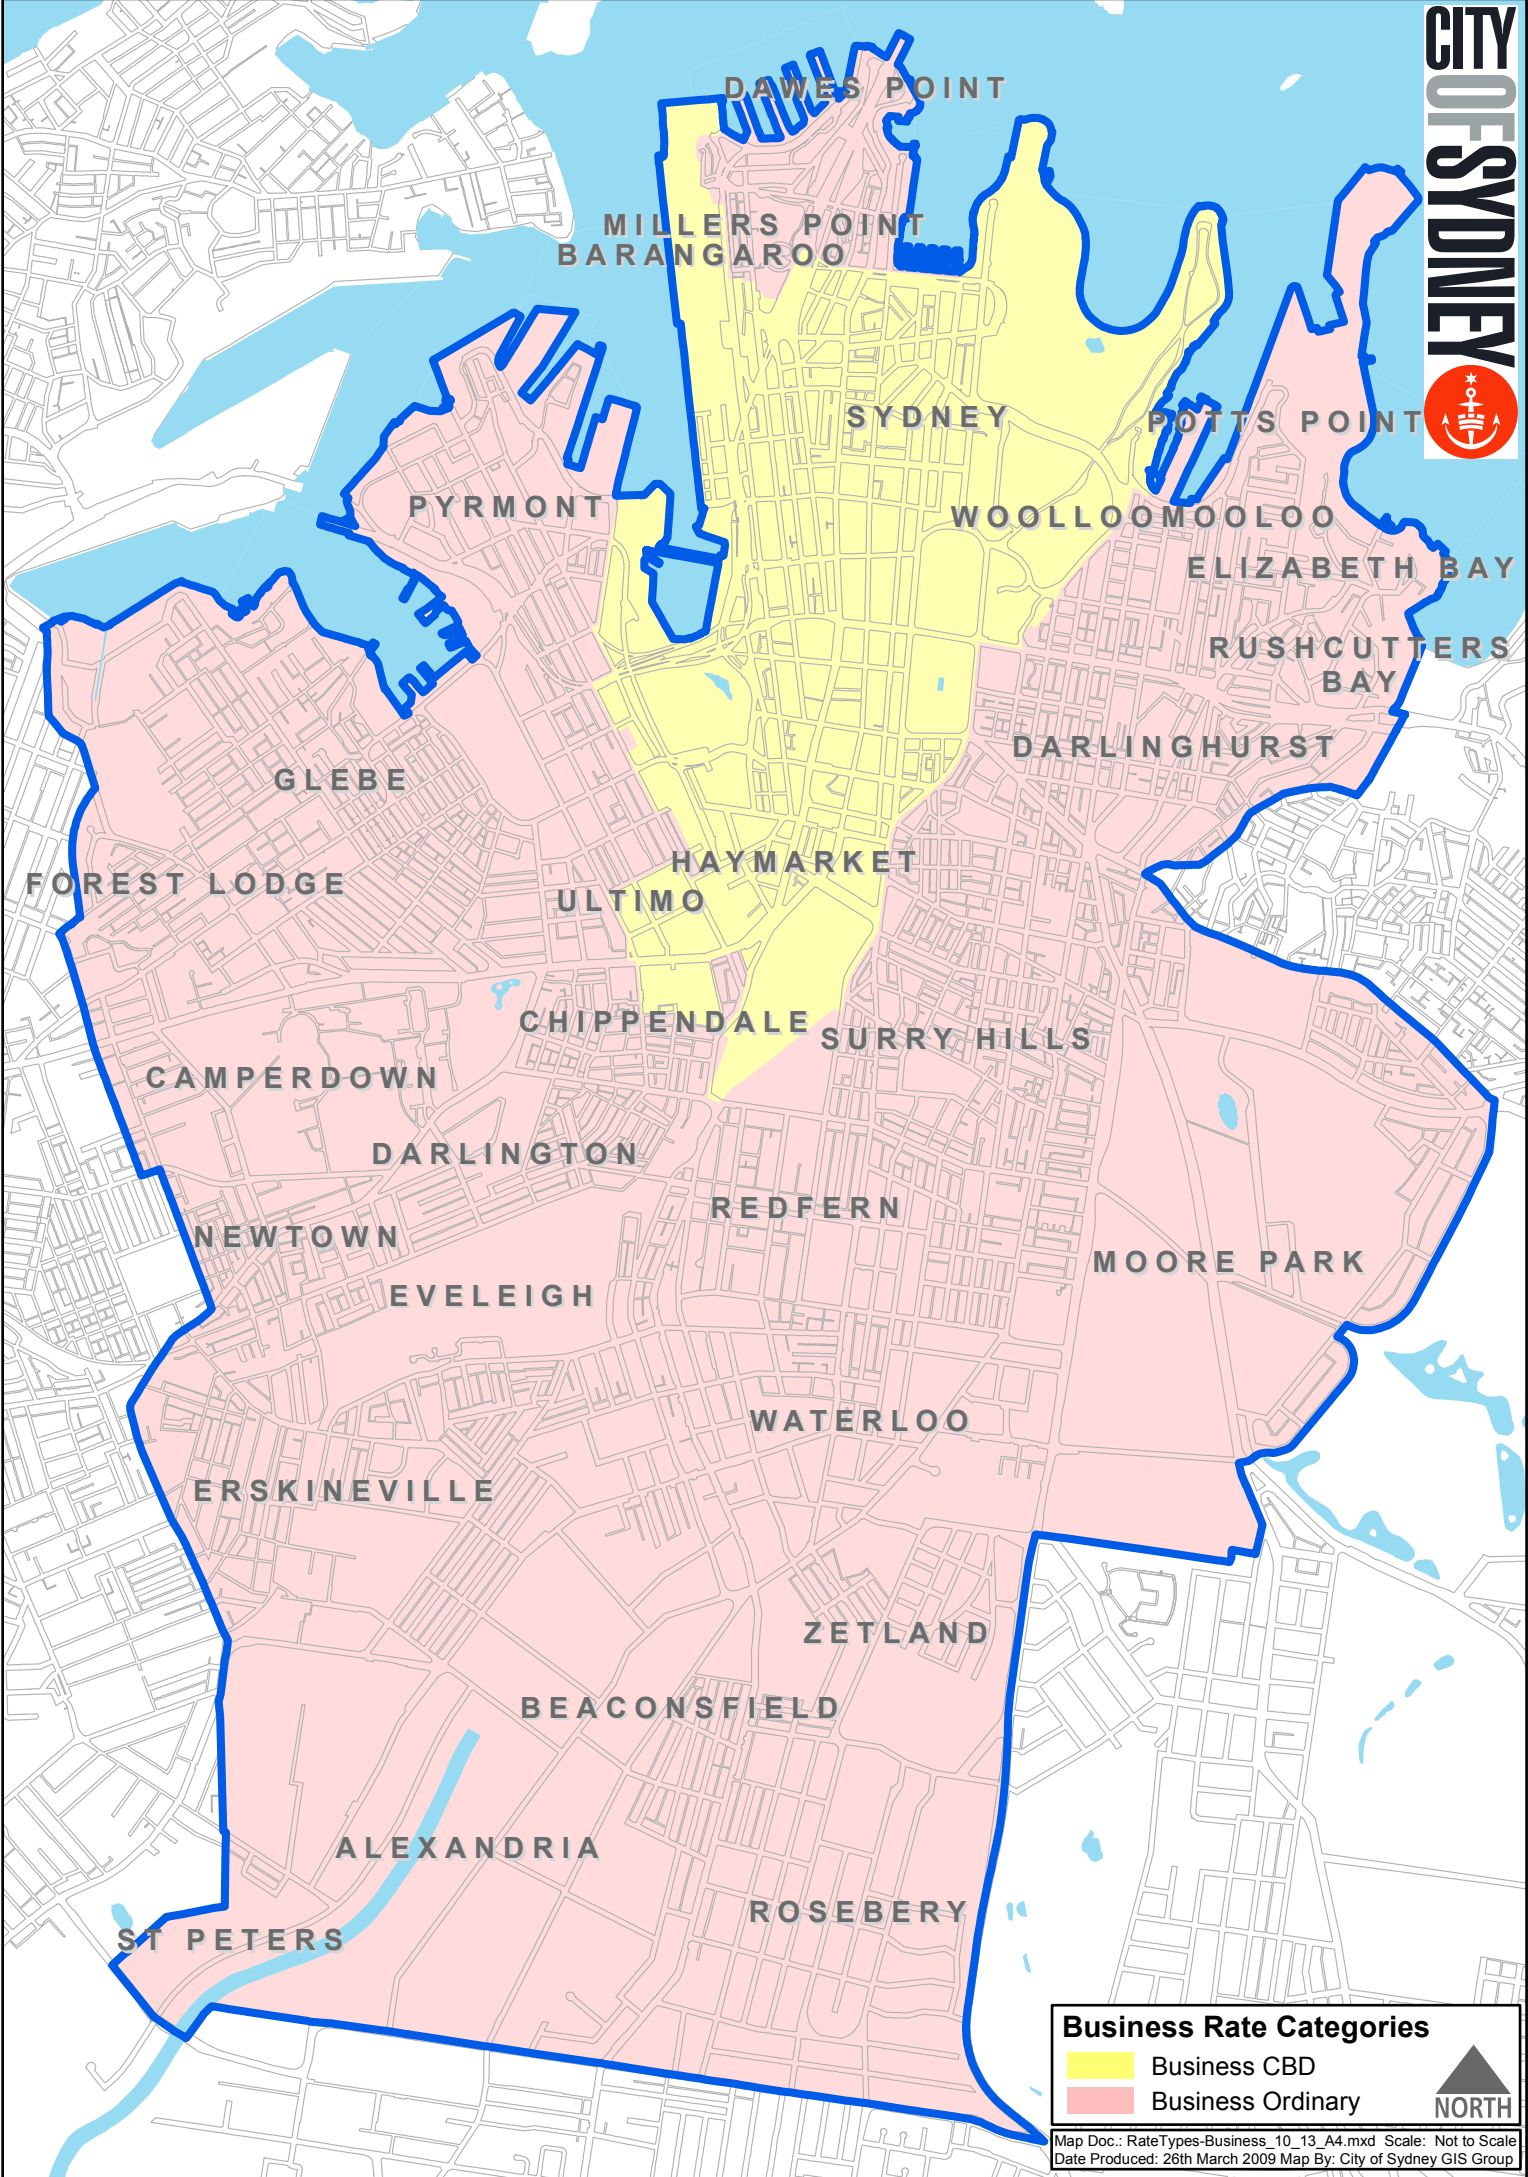 CITY
OF
SYDNEY
DAWES POINT
MILLERS POINT
BARANGAROO
SYDNEY
POTTS POINT
PYRMONT
WOOLLOOMOOLOO
ELIZABETH BAY
RUSHCUTTERS
BAY
DARLINGHURST
GLEBE
HAYMARKET
FOREST LODGE
ULTIMO
CHIPPENDALE
SURRY HILLS
CAMPERDOWN
DARLINGTON
REDFERN
NEWTOWN
MOORE PARK
EVELEIGH
WATERLOO
ERSKINEVILLE
ZETLAND
BEACONSFIELD
ALEXANDRIA
ROSEBERY
ST PETERS
Business Rate Categories
Business CBD
Business Ordinary
NORTH
Map Doc.: RateTypes-Business_10_13_A4.mxd Scale: Not to Scale
Date Produced: 26th March 2009 Map By: City of Sydney GIS Group